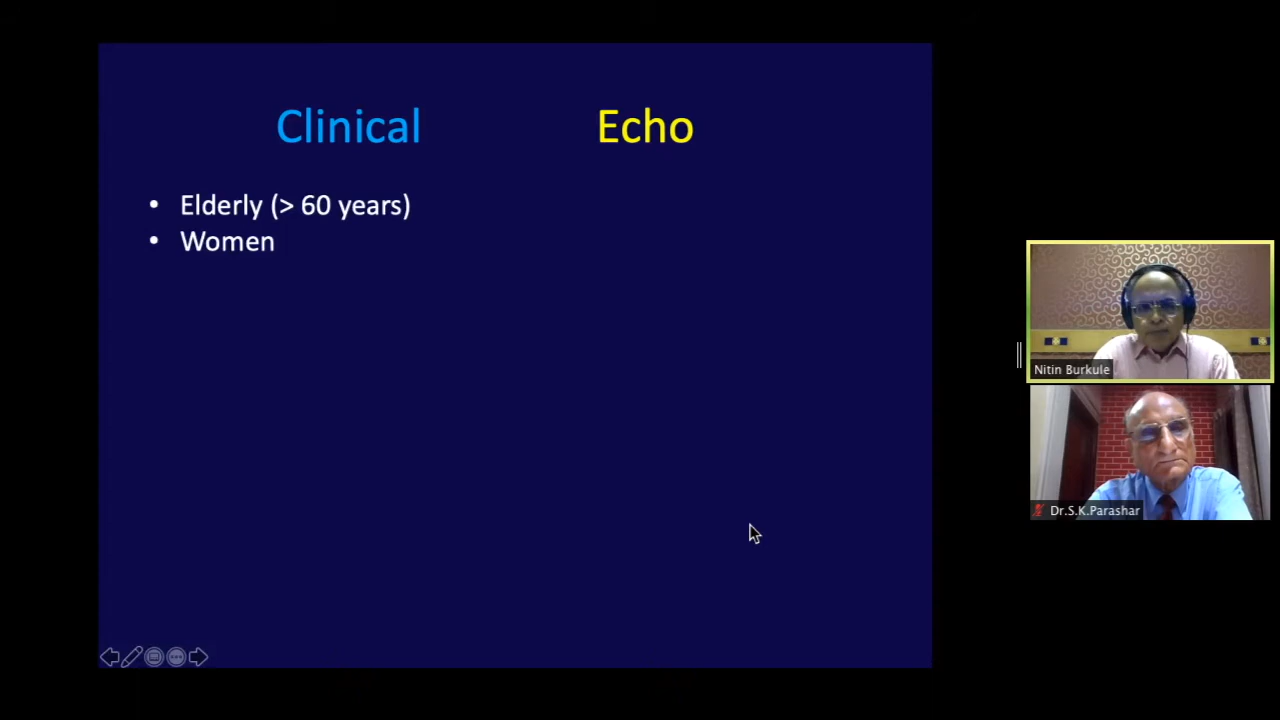 Clinical Echo
• Elderly (> 60 years)
• Women
Nitin Burkule
Dr.S.K.Parashar